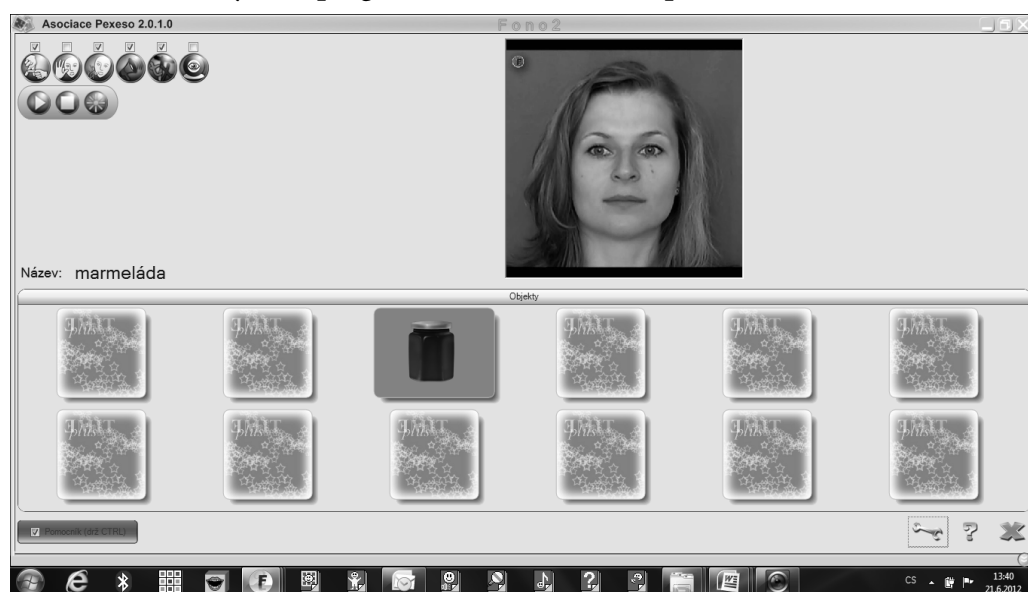 Asociace Pexeso 2.0.1.0
Fono2
Název: marmeláda
Objekty
Pomocník (drž CTRL)
CS
13:40
21.6.2012